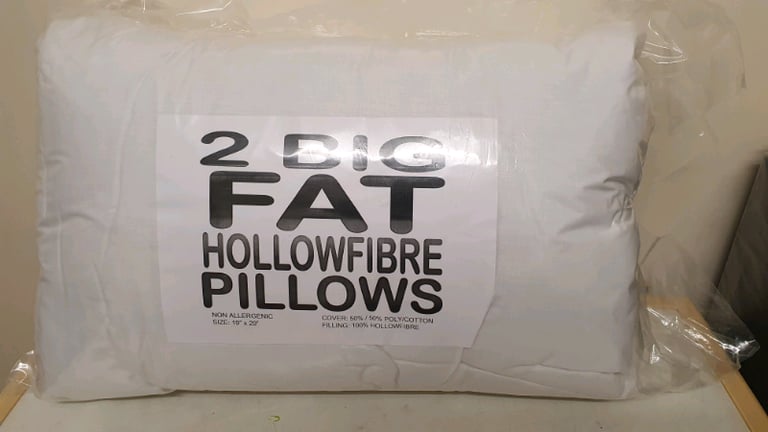 2 BIG
FAT
HOLLOWFIBRE
PILLOWS
NON ALLERGENIC
SIZE: 19" x 29"
COVER: 50% / 50% POLY/COTTON
FILLING: 100% HOLLOWFIBRE